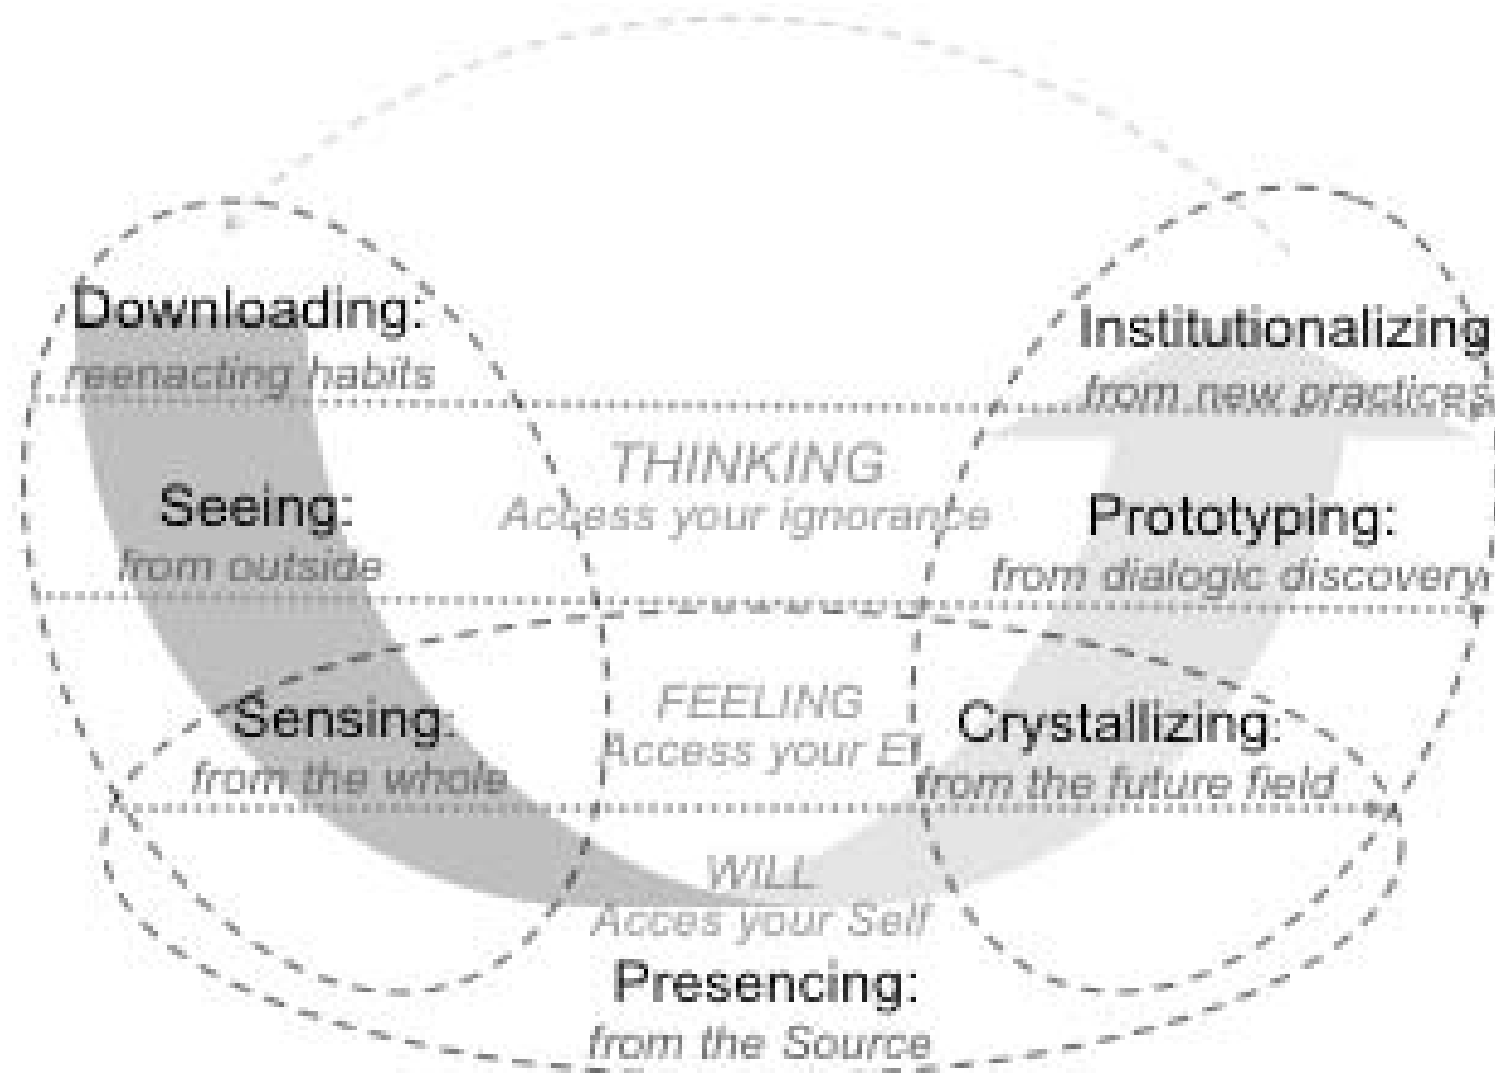 Downloading:
reenacting habits
Institutionalizing
from new practices
THINKING
Access your ignorance
Seeing:
from outside
Prototyping:
from dialogic discovery
FEELING
Access your
Sensing:
from the whole
Crystallizing:
from the future field
WILL
Acces your Self
Presencing:
from the Source